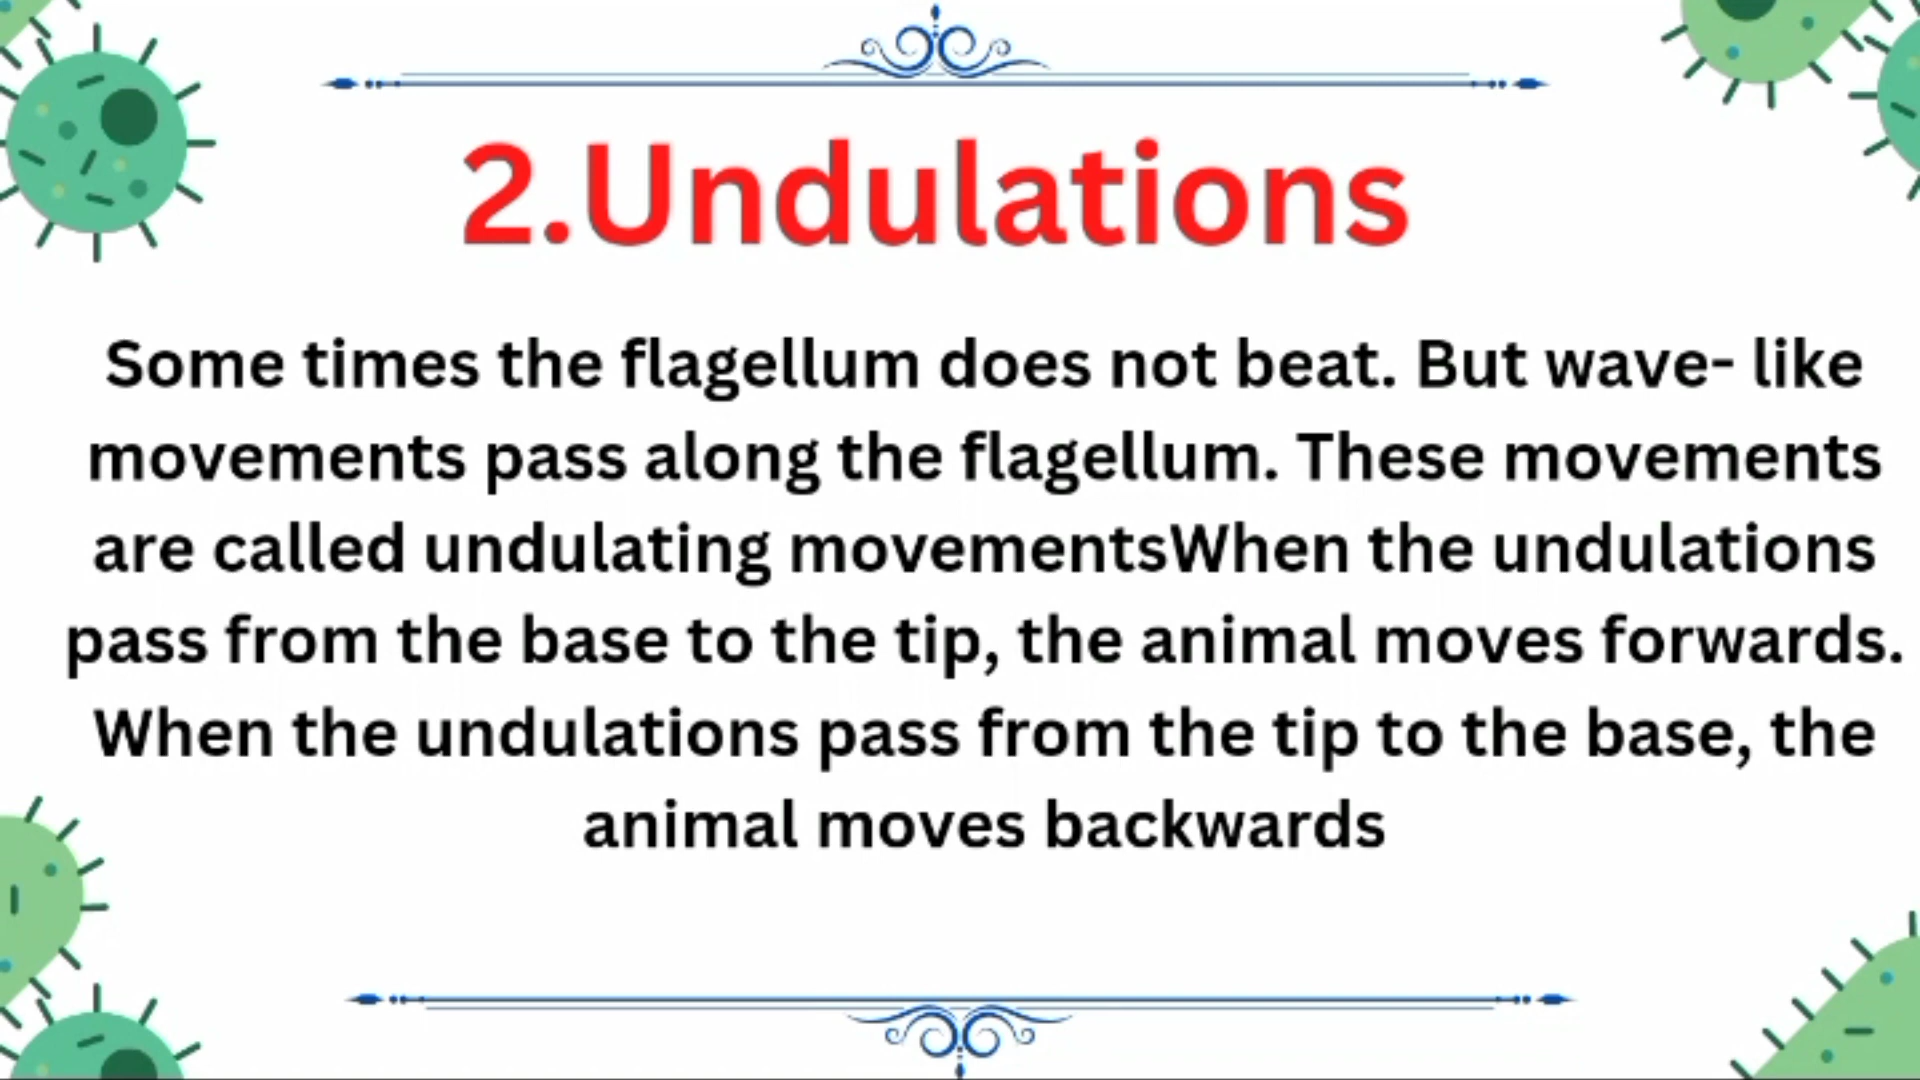 2.Undulations
Some times the flagellum does not beat. But wave- like
movements pass along the flagellum. These movements
are called undulating movementsWhen the undulations
pass from the base to the tip, the animal moves forwards.
When the undulations pass from the tip to the base, the
animal moves backwards